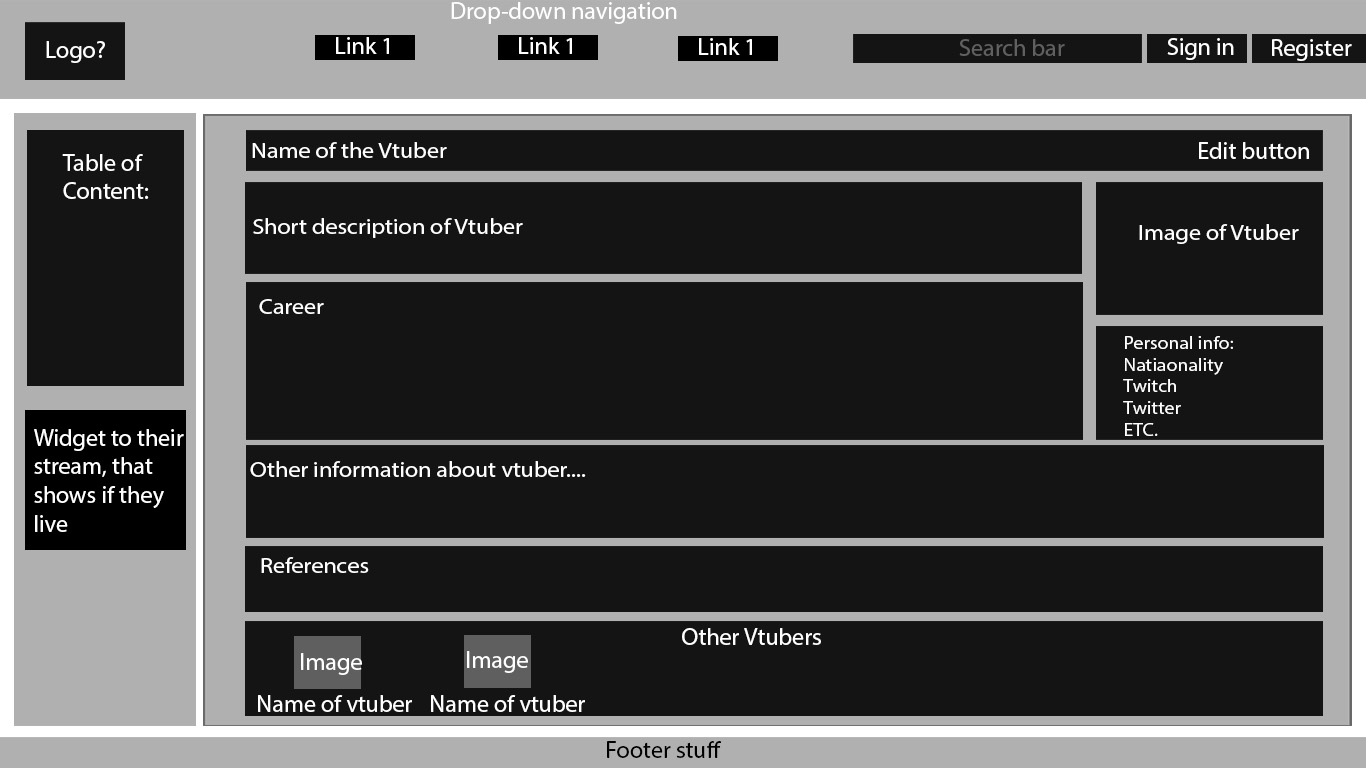 Drop-down navigation
Logo?
Link 1
Link 1
Link 1
Search bar
Sign in
Register
Table of
Content:
Widget to their
stream, that
shows if they
live
Name of the Vtuber
Edit button
Short description of Vtuber
Image of Vtuber
Career
Personal info:
Natiaonality
Twitch
Twitter
ETC.
Other information about vtuber....
References
Other Vtubers
Image
Image
Name of vtuber
Name of vtuber
Footer stuff